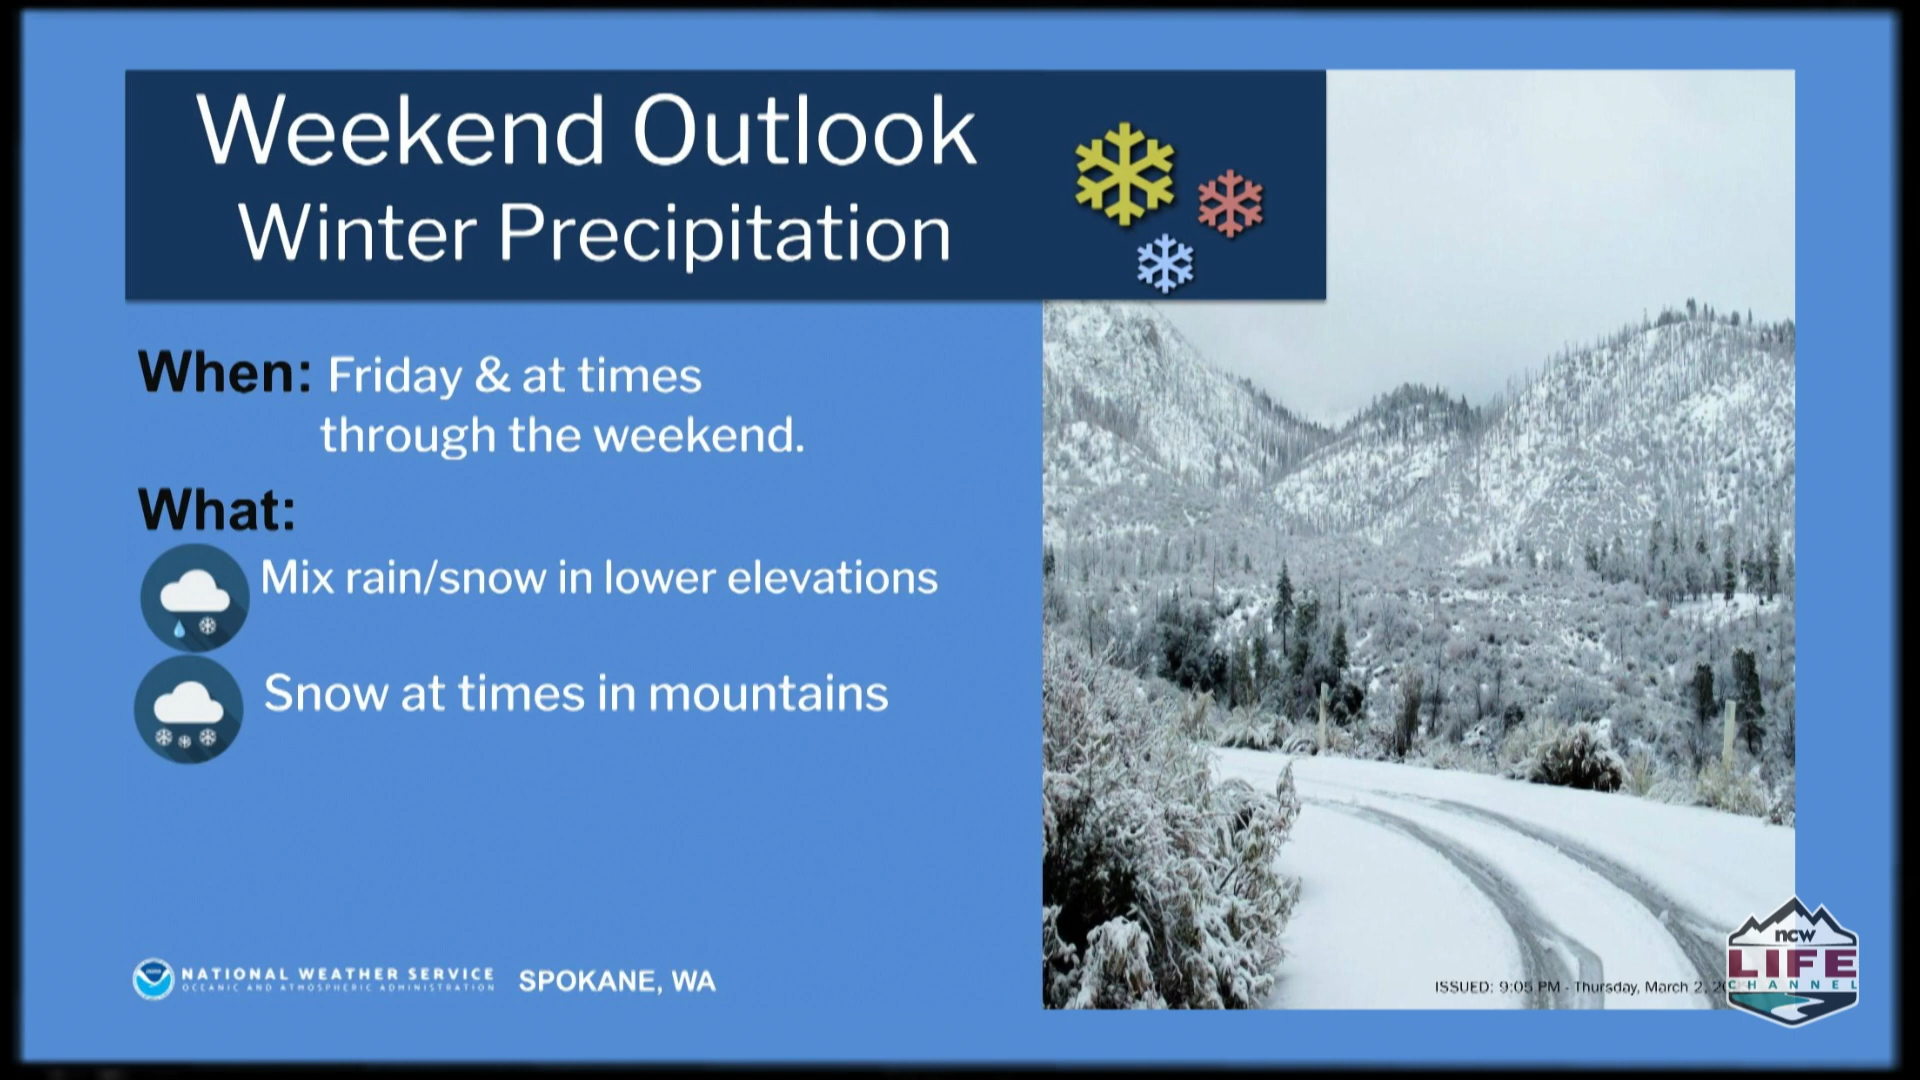 Weekend Outlook
Winter Precipitation
When: Friday & at times
through the weekend.
What:
Mix rain/snow in lower elevations
Snow at times in mountains
NATIONAL WEATHER SERVICE
OCEANIC AND ATMOSPHERIC ADMINISTRATION
SPOKANE, WA
ISSUED: 9:05 PM - Thursday, March 2,
ncw
LIFE
CHANNEL